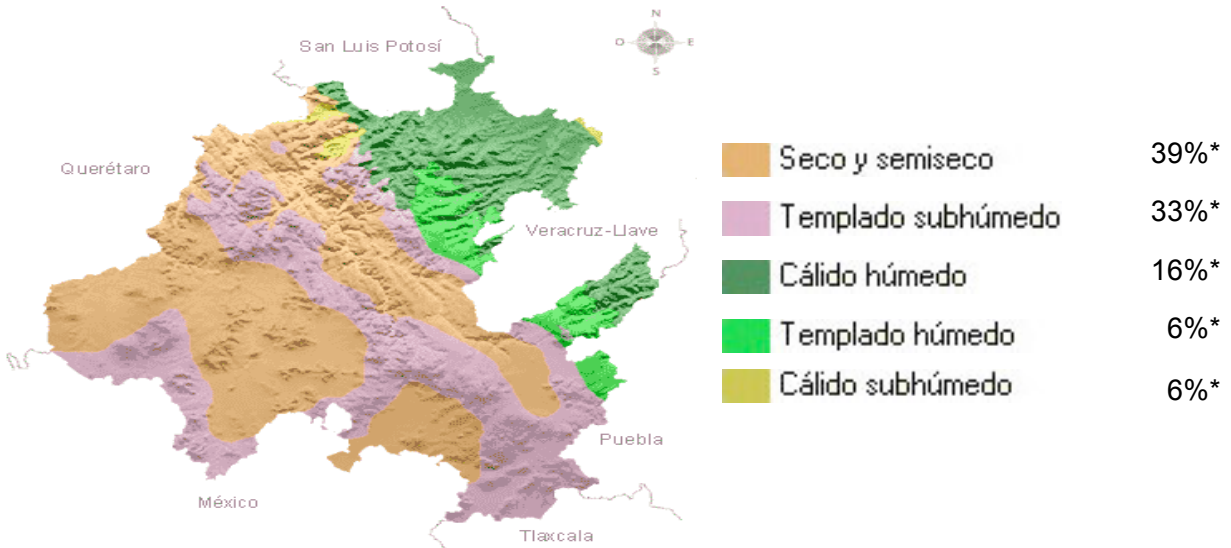 San Luis Potosí
N
O
E
S
Querétaro
Veracruz-Llave
Puebla
México
Tlaxcala
Seco y semiseco 39%*
Templado subhúmedo 33%*
Cálido húmedo 16%*
Templado húmedo 6%*
Cálido subhúmedo 6%*